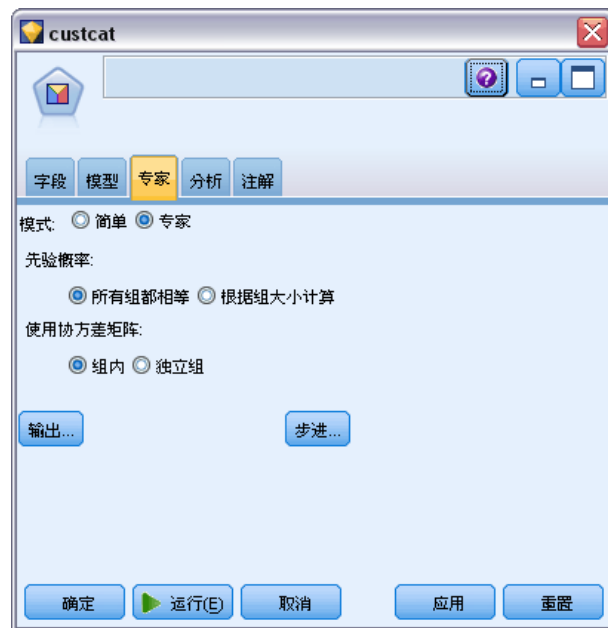 custcat
字段 模型 专家 分析 注解
模式: 简单 专家
先验概率:
所有组都相等 根据组大小计算
使用协方差矩阵:
组内 独立组
输出... 步进...
确定 运行(E) 取消 应用 重置